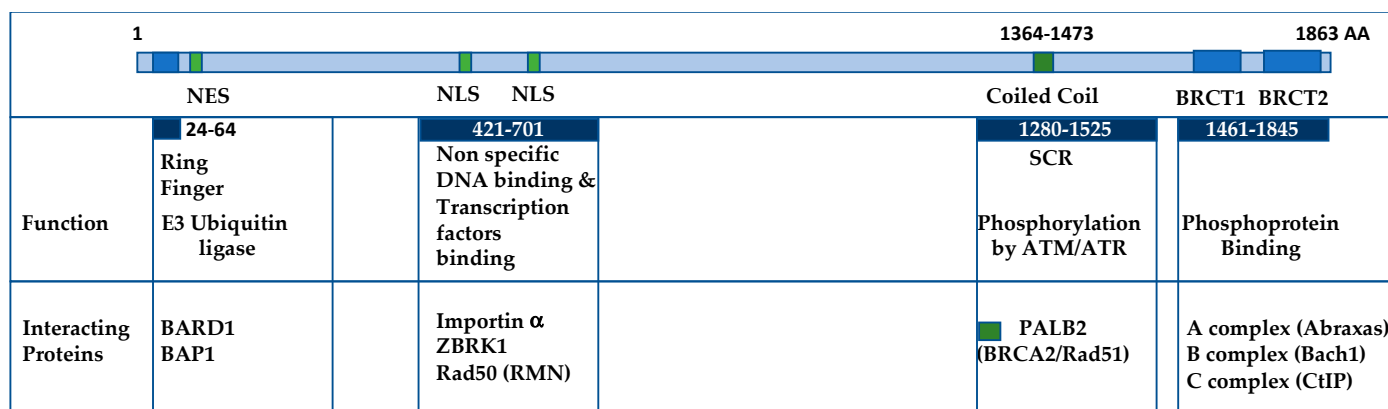 1 1364-1473 1863 AA
NES NLS NLS Coiled Coil BRCT1 BRCT2
24-64 421-701 1280-1525 1461-1845
Ring
Finger
E3 Ubiquitin
ligase
Non specific
DNA binding &
Transcription
factors
binding
SCR
Phosphorylation
by ATM/ATR
Phosphoprotein
Binding
Function
Interacting
Proteins
BARD1
BAP1
Importin α
ZBRK1
Rad50 (RMN)
PALB2
(BRCA2/Rad51)
A complex (Abraxas)
B complex (Bach1)
C complex (CtIP)